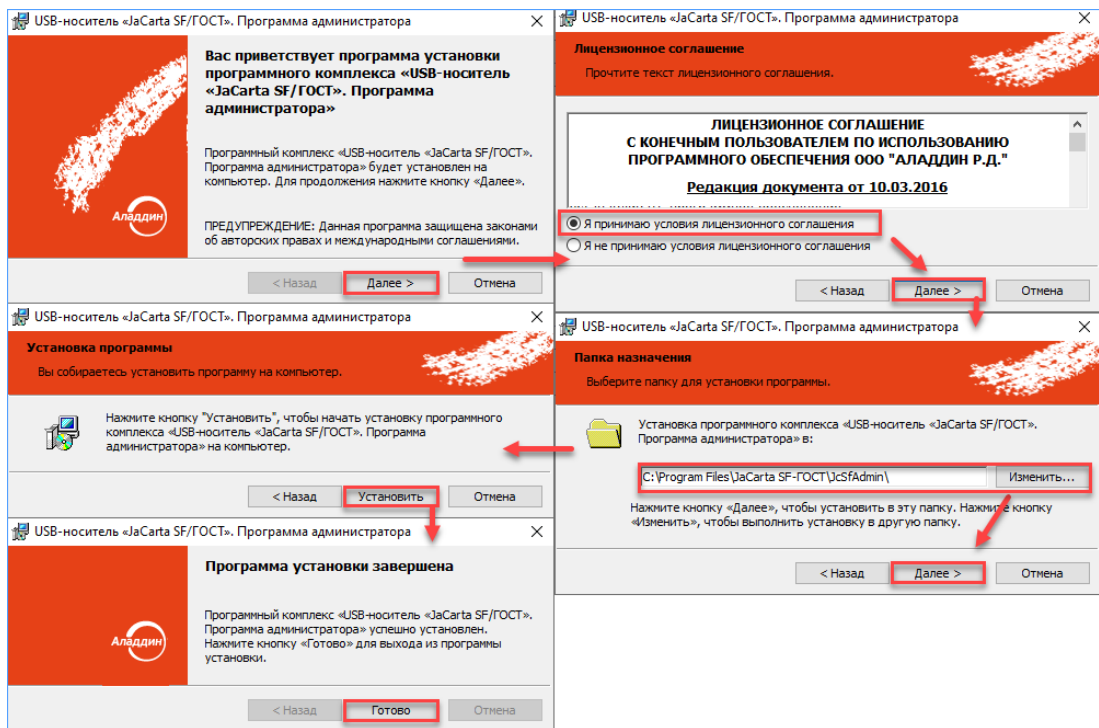 USB-носитель «JaCarta SF/ГОСТ». Программа администратора
Вас приветствует программа установки
программного комплекса «USB-носитель
«JaCarta SF/ГОСТ». Программа
администратора»
Программный комплекс «USB-носитель «JaCarta SF/ГОСТ».
Программа администратора» будет установлен на
компьютер. Для продолжения нажмите кнопку «Далее».
ПРЕДУПРЕЖДЕНИЕ: Данная программа защищена законами
об авторских правах и международными соглашениями.
Аладдин
< Назад
Далее >
Отмена
USB-носитель «JaCarta SF/ГОСТ». Программа администратора
Лицензионное соглашение
Прочтите текст лицензионного соглашения.
ЛИЦЕНЗИОННОЕ СОГЛАШЕНИЕ
С КОНЕЧНЫМ ПОЛЬЗОВАТЕЛЕМ ПО ИСПОЛЬЗОВАНИЮ
ПРОГРАММНОГО ОБЕСПЕЧЕНИЯ ООО "АЛАДДИН Р.Д."
Редакция документа от 10.03.2016
Я принимаю условия лицензионного соглашения
Я не принимаю условия лицензионного соглашения
< Назад
Далее >
Отмена
USB-носитель «JaCarta SF/ГОСТ». Программа администратора
Папка назначения
Выберите папку для установки программы.
Установка программного комплекса «USB-носитель «JaCarta SF/ГОСТ».
Программа администратора» в:
C:\Program Files\JaCarta SF-ГОСТ\JcSfAdmin\
Изменить...
Нажмите кнопку «Далее», чтобы установить в эту папку. Нажмите кнопку
«Изменить», чтобы выполнить установку в другую папку.
< Назад
Далее >
Отмена
USB-носитель «JaCarta SF/ГОСТ». Программа администратора
Установка программы
Вы собираетесь установить программу на компьютер.
Нажмите кнопку "Установить", чтобы начать установку программного
комплекса «USB-носитель «JaCarta SF/ГОСТ». Программа
администратора» на компьютер.
< Назад
Установить
Отмена
USB-носитель «JaCarta SF/ГОСТ». Программа администратора
Программа установки завершена
Программный комплекс «USB-носитель «JaCarta SF/ГОСТ».
Программа администратора» успешно установлен.
Нажмите кнопку «Готово» для выхода из программы
установки.
Аладдин
< Назад
Готово
Отмена